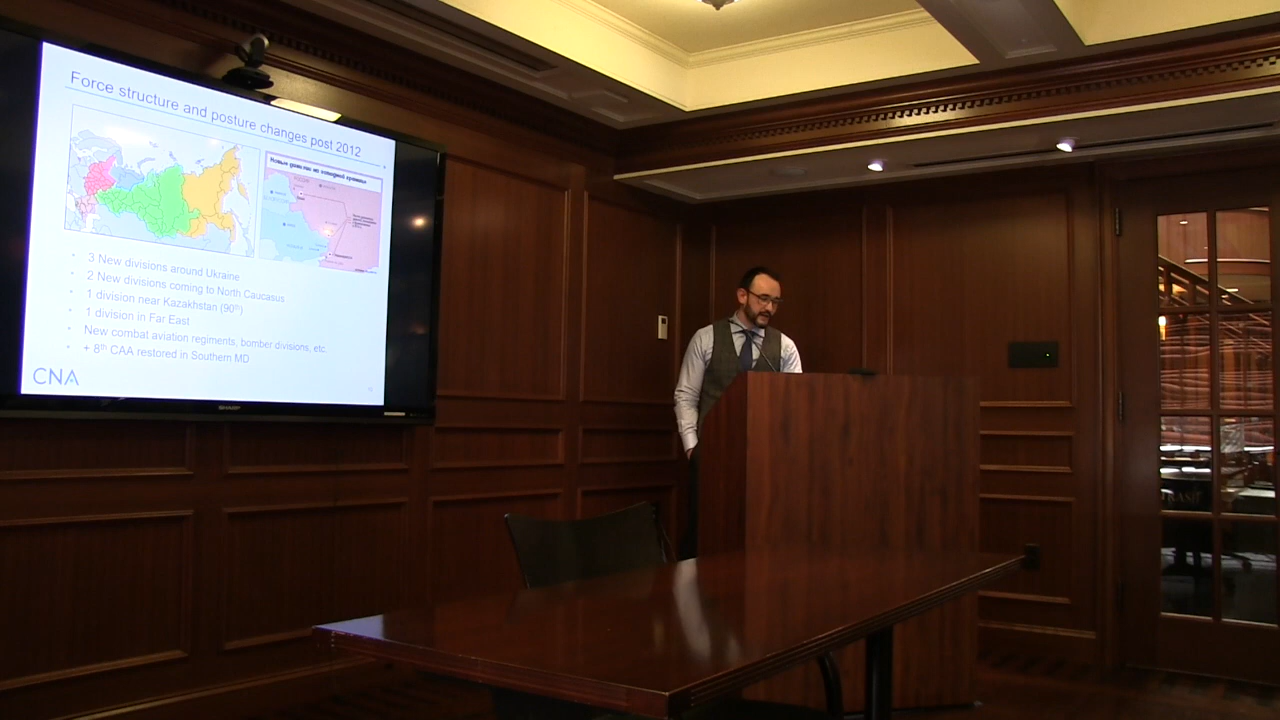 Force structure and posture changes post 2012
Новые дивизии на западной границе
3 New divisions around Ukraine
2 New divisions coming to North Caucasus
1 division near Kazakhstan (90th)
1 division in Far East
New combat aviation regiments, bomber divisions, etc.
+ 8th CAA restored in Southern MD
CNA
SHARP